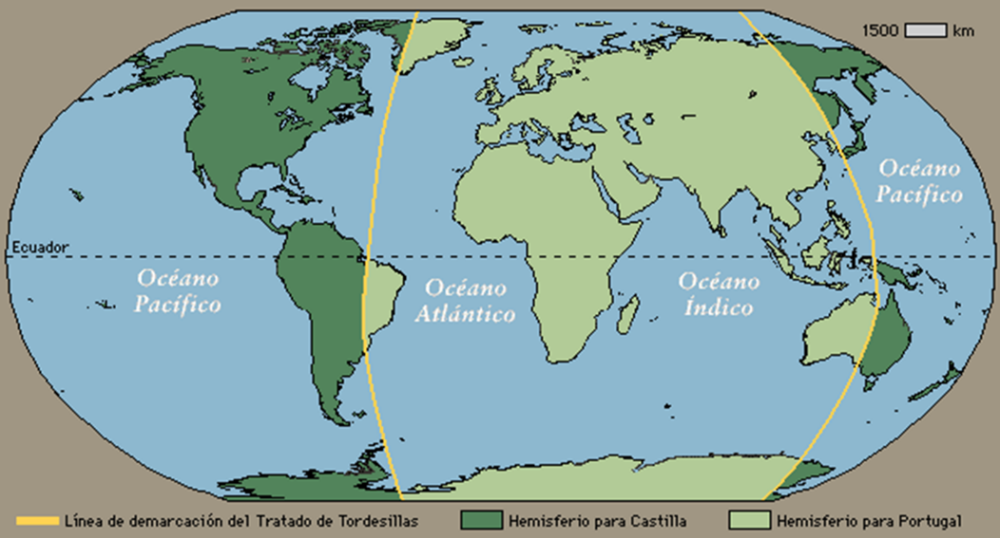 1500 km
Océano
Pacífico
Ecuador
Océano
Pacífico
Océano
Atlántico
Océano
Índico
Línea de demarcación del Tratado de Tordesillas
Hemisferio para Castilla
Hemisferio para Portugal